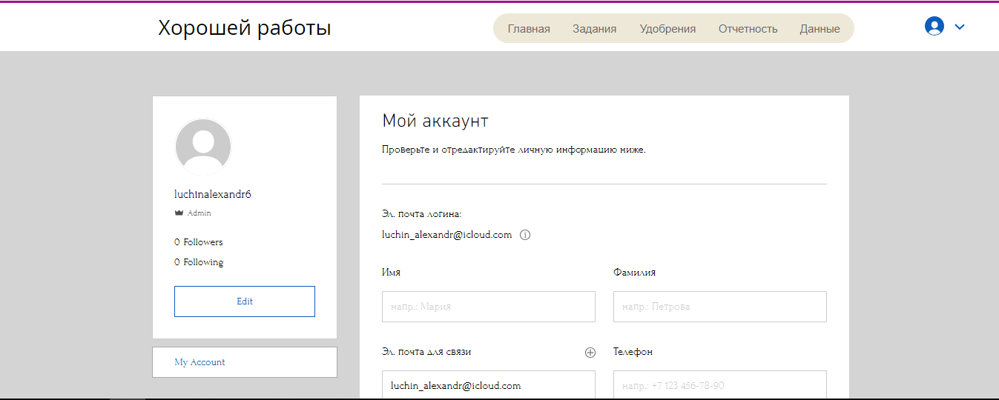 Хорошей работы
Главная Задания Удобрения Отчетность Данные
luchinalexandr6
Admin
0 Followers
0 Following
Edit
My Account
Мой аккаунт
Проверьте и отредактируйте личную информацию ниже.
Эл. почта логина:
luchin_alexandr@icloud.com
Имя Фамилия
напр.: Мария напр.: Петрова
Эл. почта для связи Телефон
luchin_alexandr@icloud.com напр.: +7 123 456-78-90